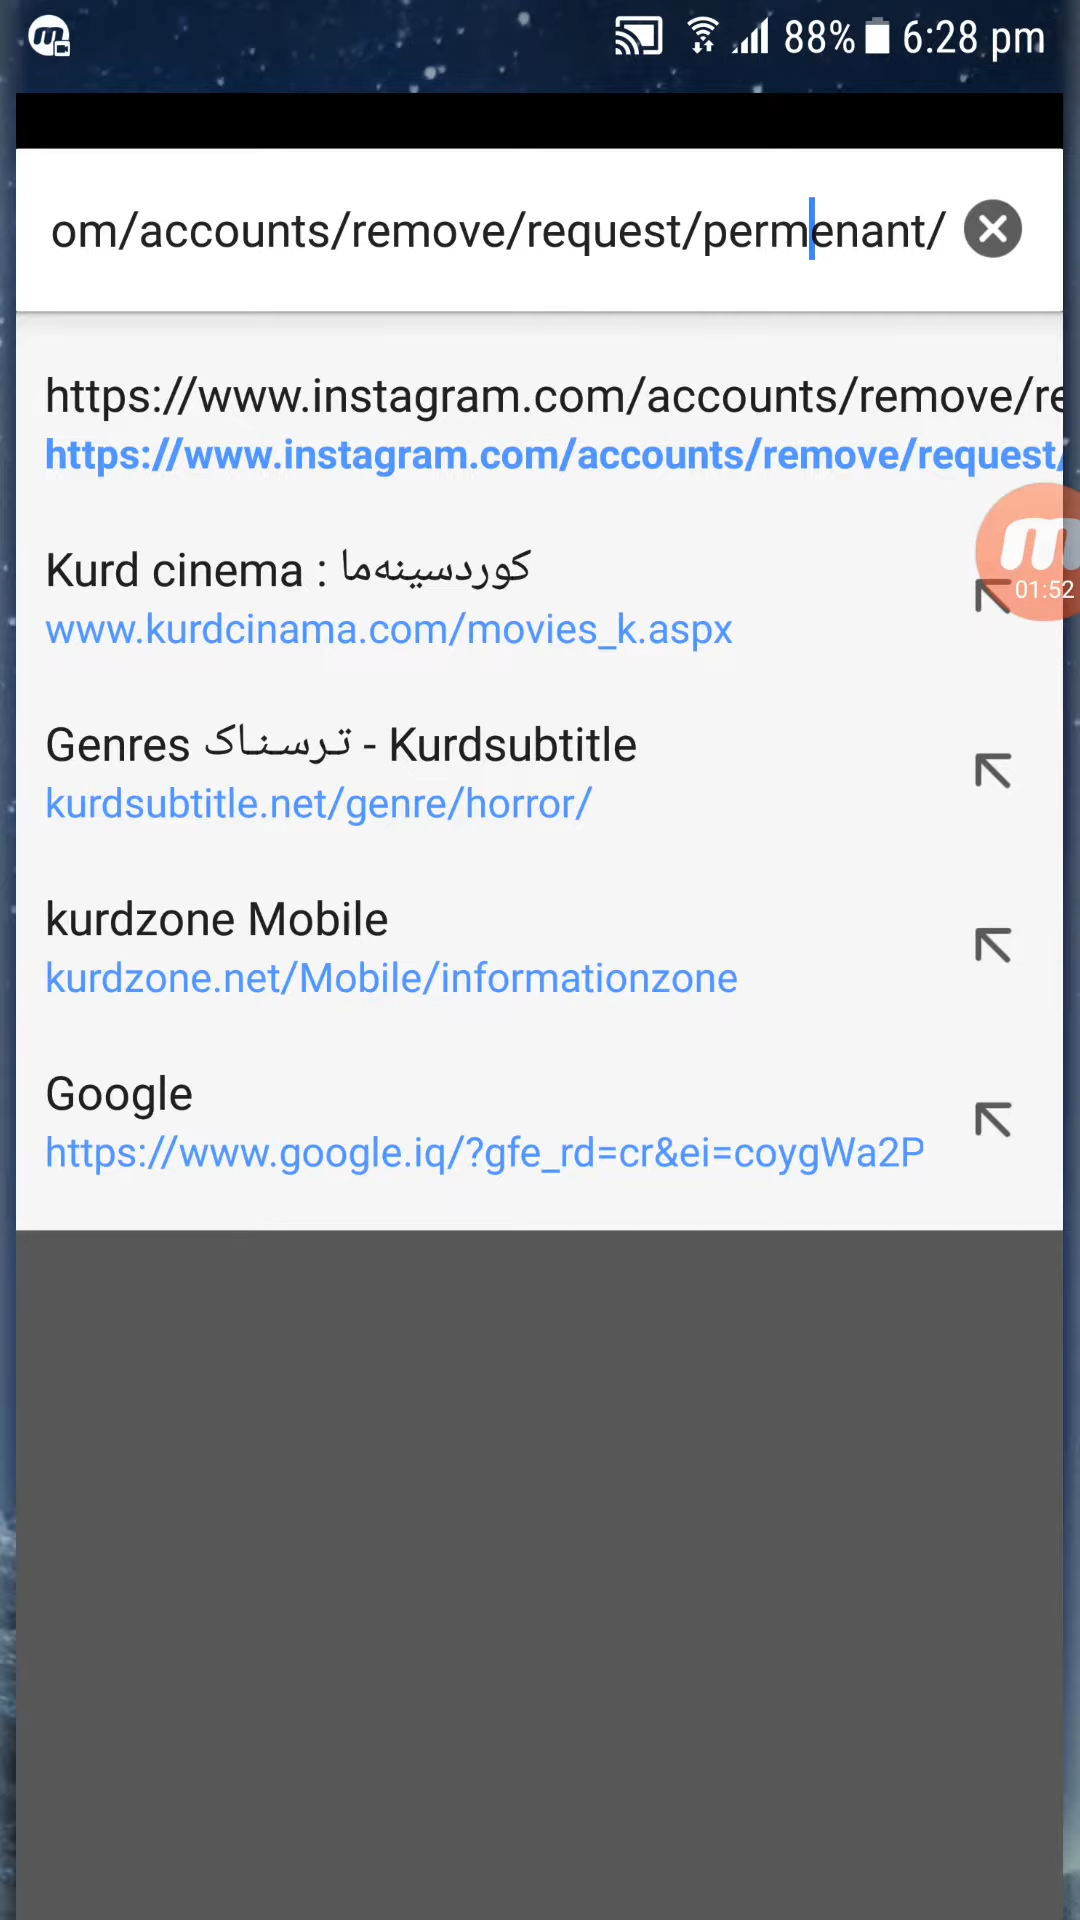 88% 6:28 pm
om/accounts/remove/request/permenant/
https://www.instagram.com/accounts/remove/re
https://www.instagram.com/accounts/remove/request/
Kurd cinema : کوردسینەما
www.kurdcinama.com/movies_k.aspx
01:52
Genres تـرسـنـاک - Kurdsubtitle
kurdsubtitle.net/genre/horror/
kurdzone Mobile
kurdzone.net/Mobile/informationzone
Google
https://www.google.iq/?gfe_rd=cr&ei=coygWa2P